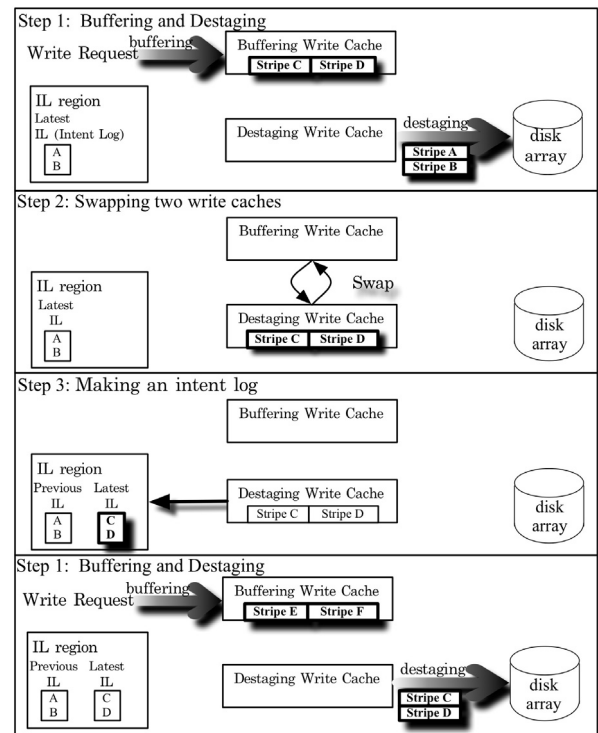 Step 1: Buffering and Destaging
Write Request
buffering
Buffering Write Cache
Stripe C Stripe D
IL region
Latest
IL (Intent Log)
A
B
Destaging Write Cache
destaging
Stripe A
Stripe B
disk
array
Step 2: Swapping two write caches
Buffering Write Cache
Swap
IL region
Latest
IL
A
B
Destaging Write Cache
Stripe C Stripe D
disk
array
Step 3: Making an intent log
Buffering Write Cache
IL region
Previous Latest
IL IL
A C
B D
Destaging Write Cache
Stripe C Stripe D
disk
array
Step 1: Buffering and Destaging
Write Request
buffering
Buffering Write Cache
Stripe E Stripe F
IL region
Previous Latest
IL IL
A C
B D
Destaging Write Cache
destaging
Stripe C
Stripe D
disk
array